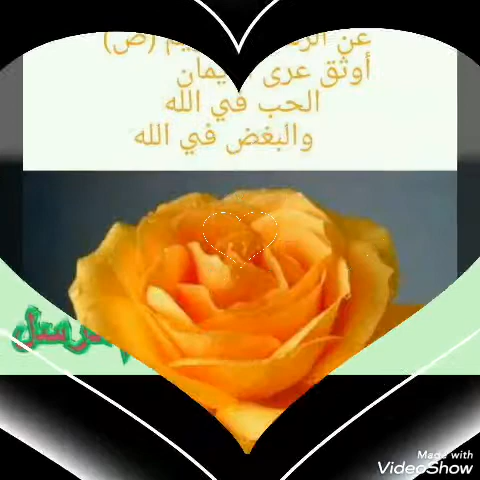 عن (ص)
أوثق عرى
الحب في الله
والبغض في الله
Made with
VideoShow